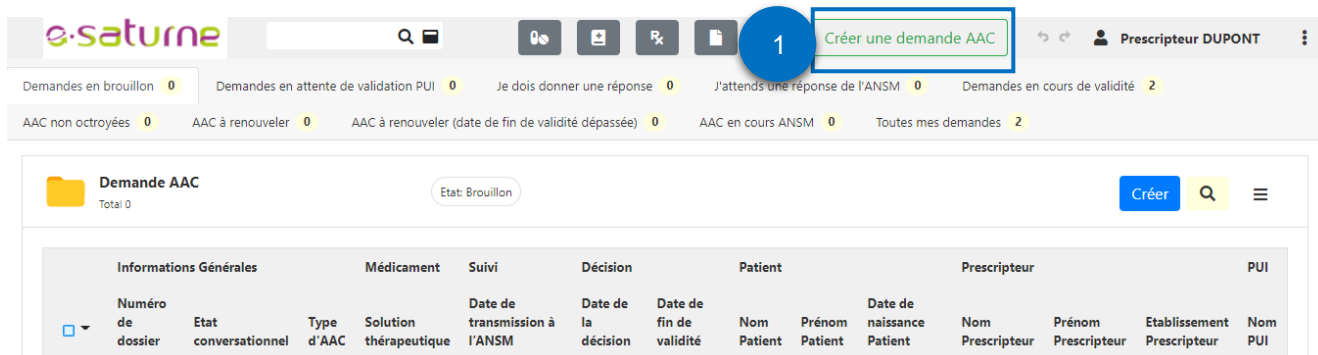 e-saturne
1
Créer une demande AAC
Prescripteur DUPONT
Demandes en brouillon 0 Demandes en attente de validation PUI 0 Je dois donner une réponse 0 J'attends une réponse de l'ANSM 0 Demandes en cours de validité 2
AAC non octroyées 0 AAC à renouveler 0 AAC à renouveler (date de fin de validité dépassée) 0 AAC en cours ANSM 0 Toutes mes demandes 2
Demande AAC
Total 0
Etat: Brouillon
Créer
Informations Générales Médicament Suivi Décision Patient Prescripteur PUI
Numéro de dossier
Etat conversationnel
Type d'AAC
Solution thérapeutique
Date de transmission à l'ANSM
Date de la décision
Date de fin de validité
Nom Patient
Prénom Patient
Date de naissance Patient
Nom Prescripteur
Prénom Prescripteur
Etablissement Prescripteur
Nom PUI